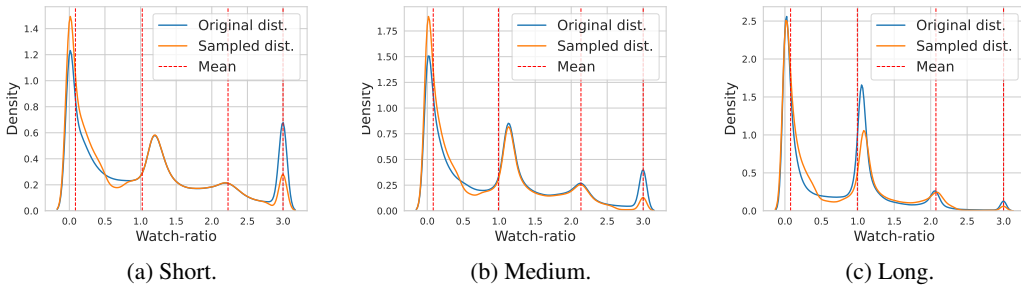 Original dist.
Sampled dist.
Mean
Density
1.4
1.2
1.0
0.8
0.6
0.4
0.2
0.0
0.0 0.5 1.0 1.5 2.0 2.5 3.0
Watch-ratio
(a) Short.
Original dist.
Sampled dist.
Mean
Density
1.75
1.50
1.25
1.00
0.75
0.50
0.25
0.00
0.0 0.5 1.0 1.5 2.0 2.5 3.0
Watch-ratio
(b) Medium.
Original dist.
Sampled dist.
Mean
Density
2.5
2.0
1.5
1.0
0.5
0.0
0.0 0.5 1.0 1.5 2.0 2.5 3.0
Watch-ratio
(c) Long.